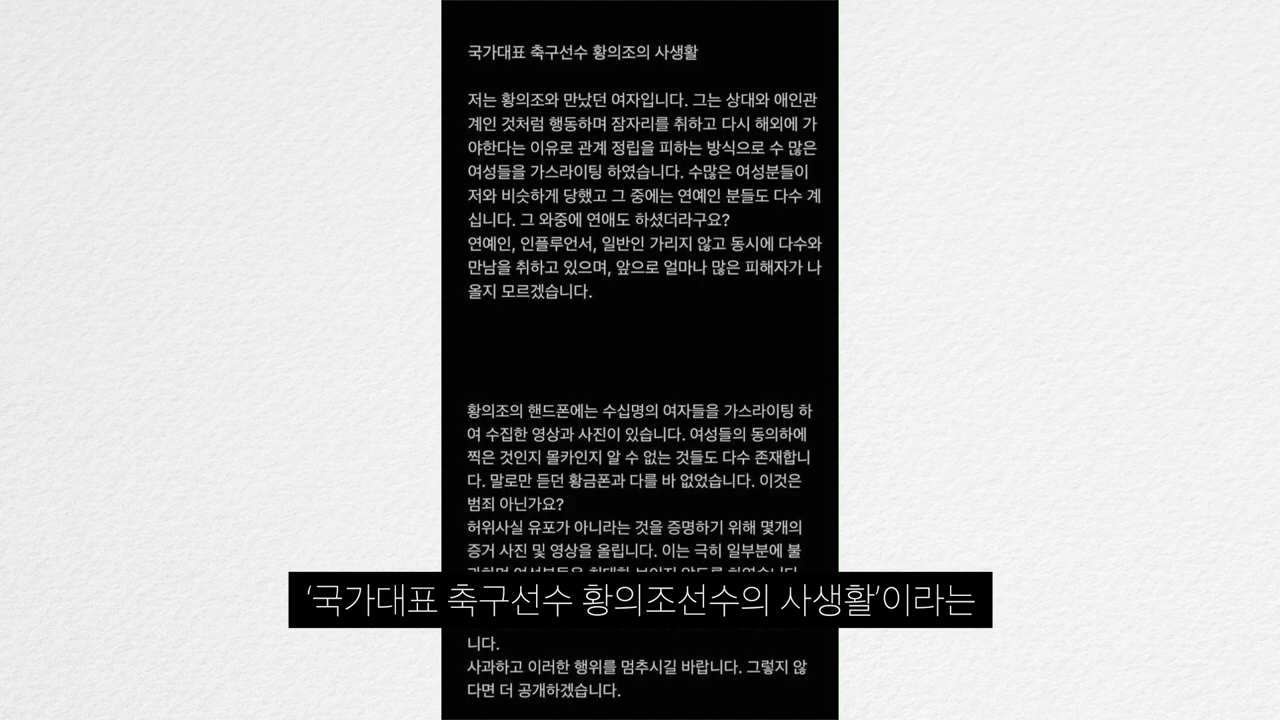 국가대표 축구선수 황의조의 사생활
저는 황의조와 만났던 여자입니다. 그는 상대와 애인관
계인 것처럼 행동하며 잠자리를 취하고 다시 해외에 가
야한다는 이유로 관계 정립을 피하는 방식으로 수 많은
여성들을 가스라이팅 하였습니다. 수많은 여성분들이
저와 비슷하게 당했고 그 중에는 연예인 분들도 다수 계
십니다. 그 와중에 연애도 하셨더라구요?
연예인, 인플루언서, 일반인 가리지 않고 동시에 다수와
만남을 취하고 있으며, 앞으로 얼마나 많은 피해자가 나
올지 모르겠습니다.
황의조의 핸드폰에는 수십명의 여자들을 가스라이팅 하
여 수집한 영상과 사진이 있습니다. 여성들의 동의하에
찍은 것인지 몰카인지 알 수 없는 것들도 다수 존재합니
다. 말로만 듣던 황금폰과 다를 바 없었습니다. 이것은
범죄 아닌가요?
허위사실 유포가 아니라는 것을 증명하기 위해 몇개의
증거 사진 및 영상을 올립니다. 이는 극히 일부분에 불
‘국가대표 축구선수 황의조선수의 사생활’이라는
니다.
사과하고 이러한 행위를 멈추시길 바랍니다. 그렇지 않
다면 더 공개하겠습니다.